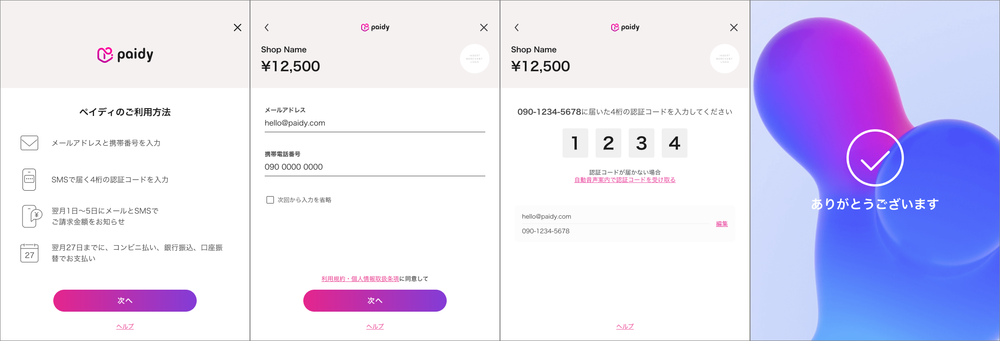 paidy
ペイディのご利用方法
メールアドレスと携帯番号を入力
SMSで届く4桁の認証コードを入力
¥
翌月1日〜5日にメールとSMSで
ご請求金額をお知らせ
27
翌月27日までに、コンビニ払い、銀行振込、口座振
替でお支払い
次へ
ヘルプ
paidy
Shop Name
¥12,500
INSERT
MERCHANT
LOGO
メールアドレス
hello@paidy.com
携帯電話番号
090 0000 0000
次回から入力を省略
利用規約・個人情報取扱条項に同意して
次へ
ヘルプ
paidy
Shop Name
¥12,500
INSERT
MERCHANT
LOGO
090-1234-5678に届いた4桁の認証コードを入力してください
1 2 3 4
認証コードが届かない場合
自動音声案内で認証コードを受け取る
hello@paidy.com
編集
090-1234-5678
ヘルプ
ありがとうございます